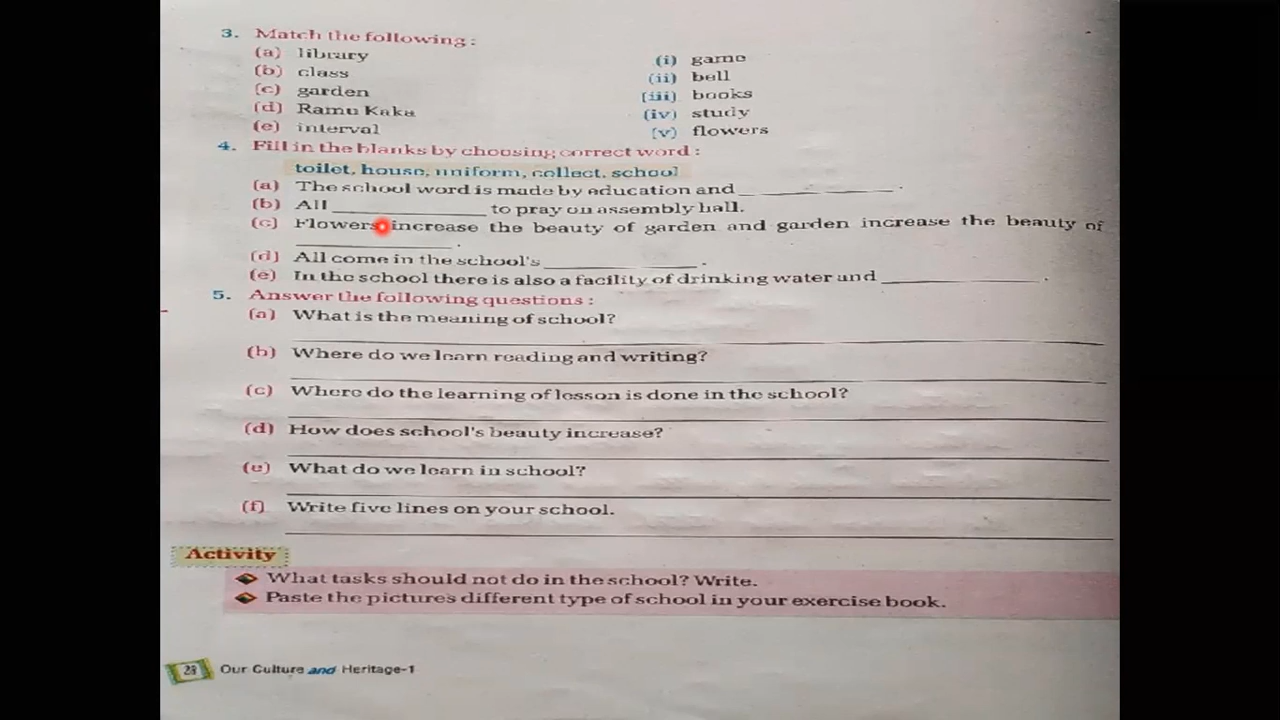 3. Match the following :
(a) library (i) game
(b) class (ii) bell
(c) garden (iii) books
(d) Ramu Kaka (iv) study
(e) interval (v) flowers
4. Fill in the blanks by choosing correct word :
toilet, house, uniform, collect, school
(a) The school word is made by education and ____________ .
(b) All ____________ to pray on assembly hall.
(c) Flowers increase the beauty of garden and garden increase the beauty of
____________ .
(d) All come in the school's ____________ .
(e) In the school there is also a facility of drinking water and ____________ .
5. Answer the following questions :
(a) What is the meaning of school?
(b) Where do we learn reading and writing?
(c) Where do the learning of lesson is done in the school?
(d) How does school's beauty increase?
(e) What do we learn in school?
(f) Write five lines on your school.
Activity
What tasks should not do in the school? Write.
Paste the pictures different type of school in your exercise book.
28 Our Culture and Heritage-1